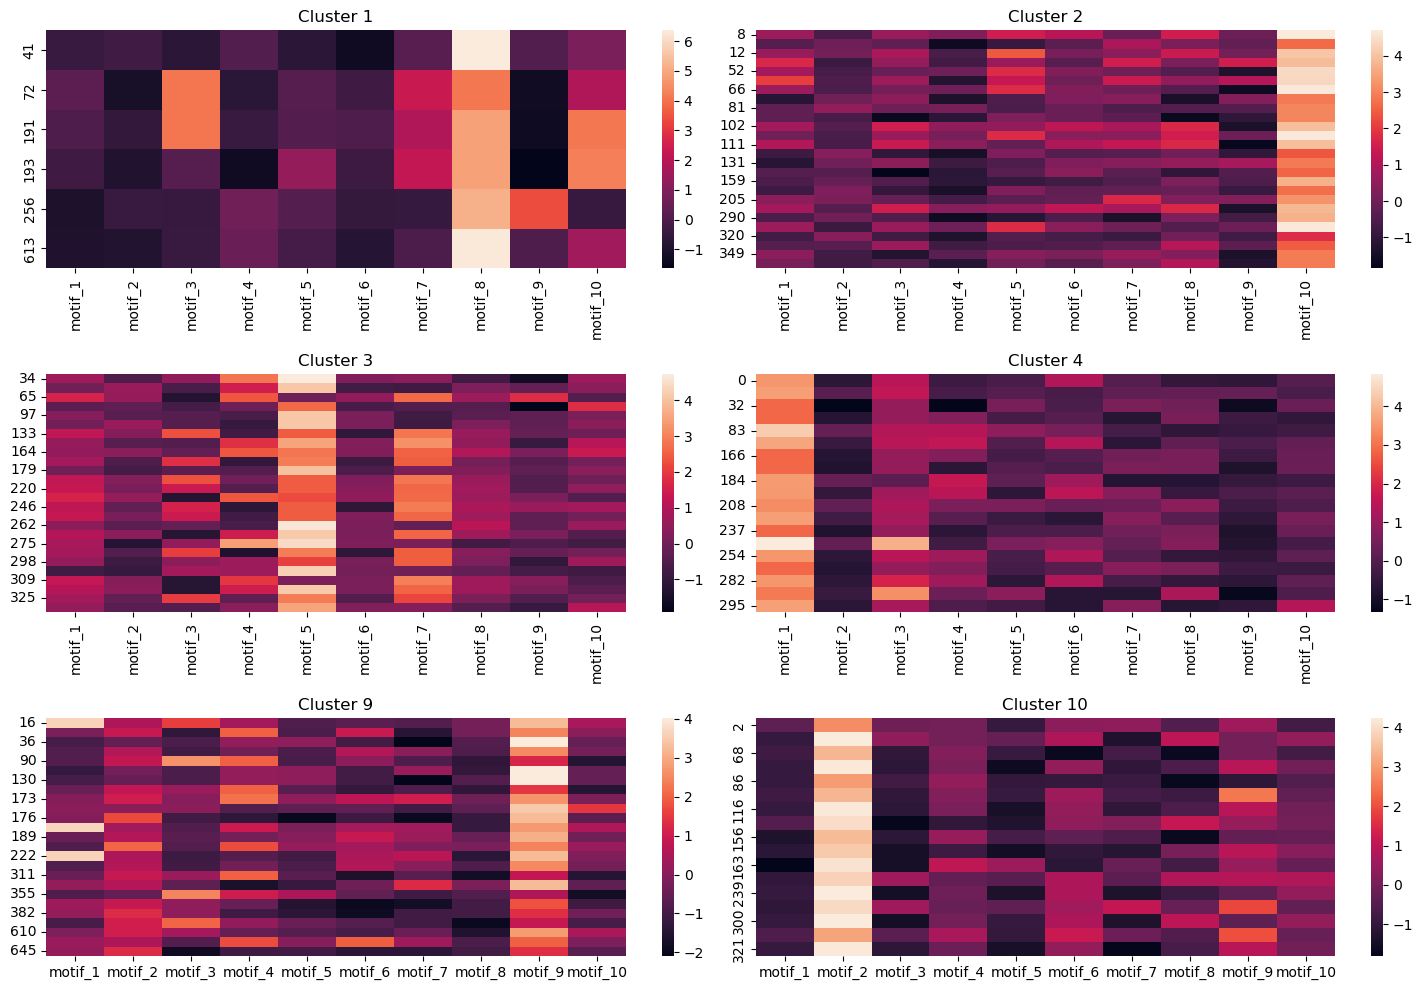 Cluster 1
41
72
191
193
256
613
6
5
4
3
2
1
0
−1
motif_1
motif_2
motif_3
motif_4
motif_5
motif_6
motif_7
motif_8
motif_9
motif_10
Cluster 2
8
12
52
66
81
102
111
131
159
205
290
320
349
4
3
2
1
0
−1
motif_1
motif_2
motif_3
motif_4
motif_5
motif_6
motif_7
motif_8
motif_9
motif_10
Cluster 3
34
65
97
133
164
179
220
246
262
275
298
309
325
4
3
2
1
0
−1
motif_1
motif_2
motif_3
motif_4
motif_5
motif_6
motif_7
motif_8
motif_9
motif_10
Cluster 4
0
32
83
166
184
208
237
254
282
295
4
3
2
1
0
−1
motif_1
motif_2
motif_3
motif_4
motif_5
motif_6
motif_7
motif_8
motif_9
motif_10
Cluster 9
16
36
90
130
173
176
189
222
311
355
382
610
645
4
3
2
1
0
−1
−2
motif_1 motif_2 motif_3 motif_4 motif_5 motif_6 motif_7 motif_8 motif_9 motif_10
Cluster 10
2
68
86
116
156
163
239
300
321
4
3
2
1
0
−1
motif_1 motif_2 motif_3 motif_4 motif_5 motif_6 motif_7 motif_8 motif_9 motif_10